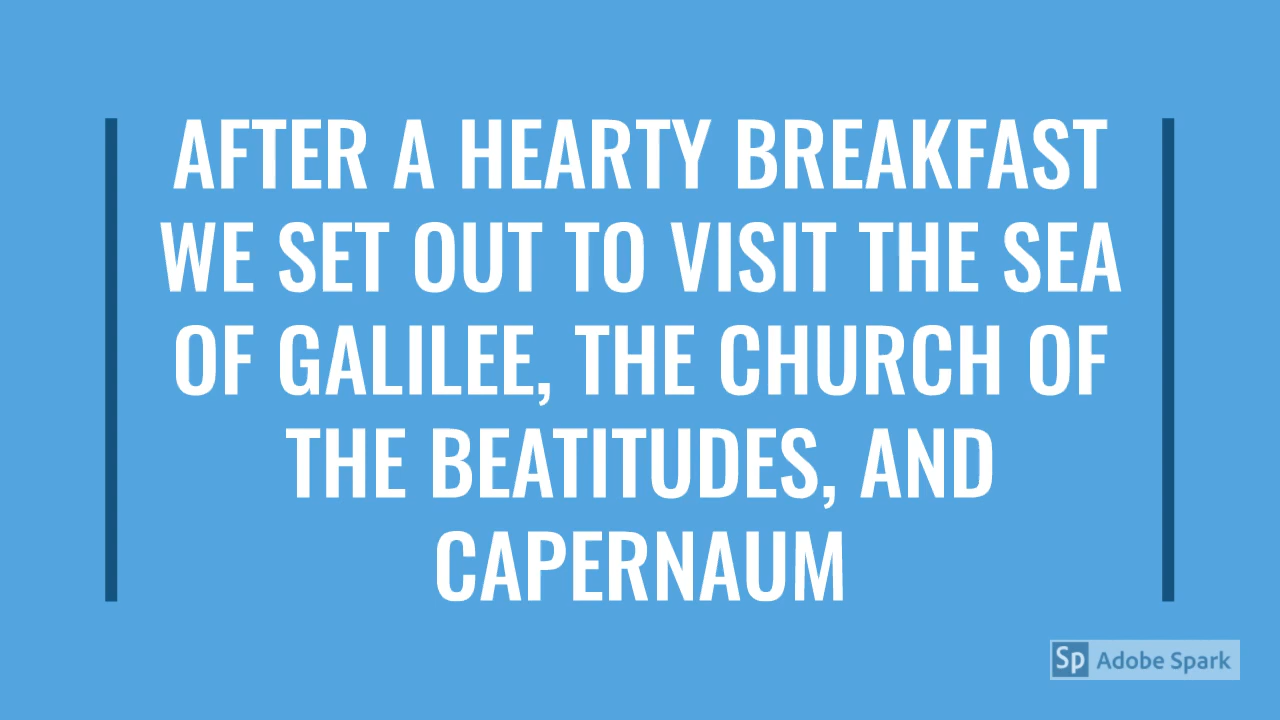 AFTER A HEARTY BREAKFAST
WE SET OUT TO VISIT THE SEA
OF GALILEE, THE CHURCH OF
THE BEATITUDES, AND
CAPERNAUM
Sp Adobe Spark